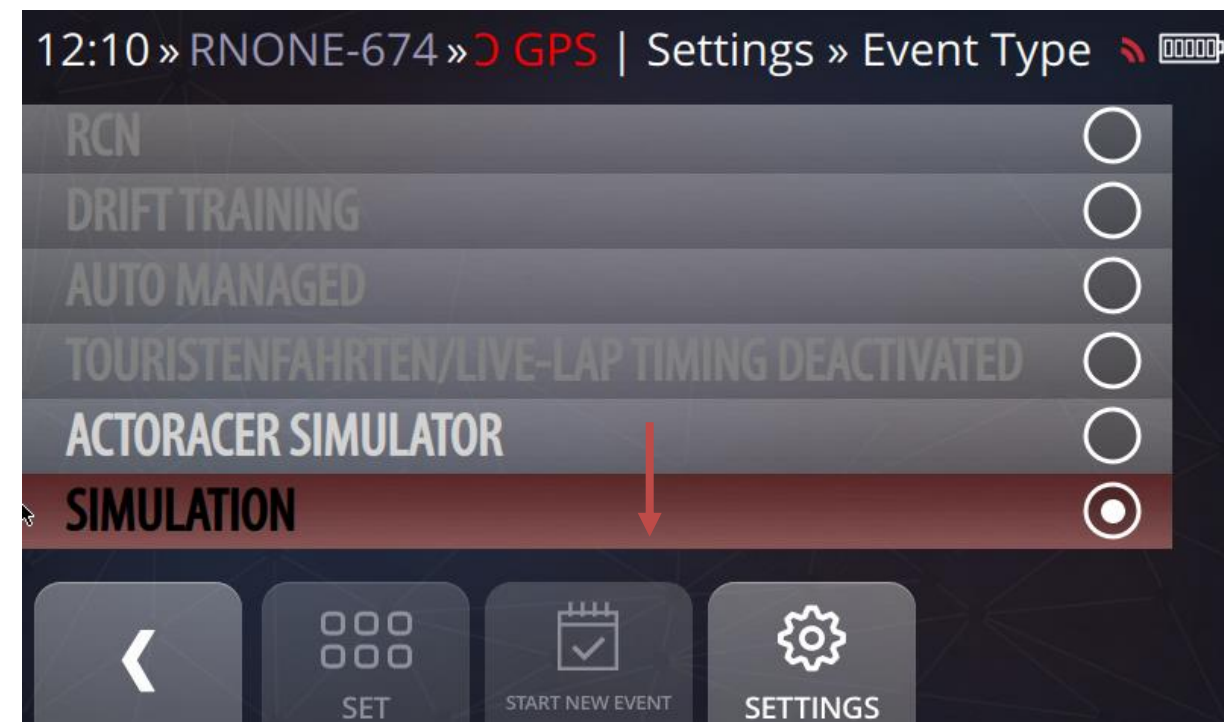 12:10 » RNONE-674 » Ɔ GPS | Settings » Event Type
RCN
DRIFT TRAINING
AUTO MANAGED
TOURISTENFAHRTEN/LIVE-LAP TIMING DEACTIVATED
ACTORACER SIMULATOR
SIMULATION
SET
START NEW EVENT
SETTINGS